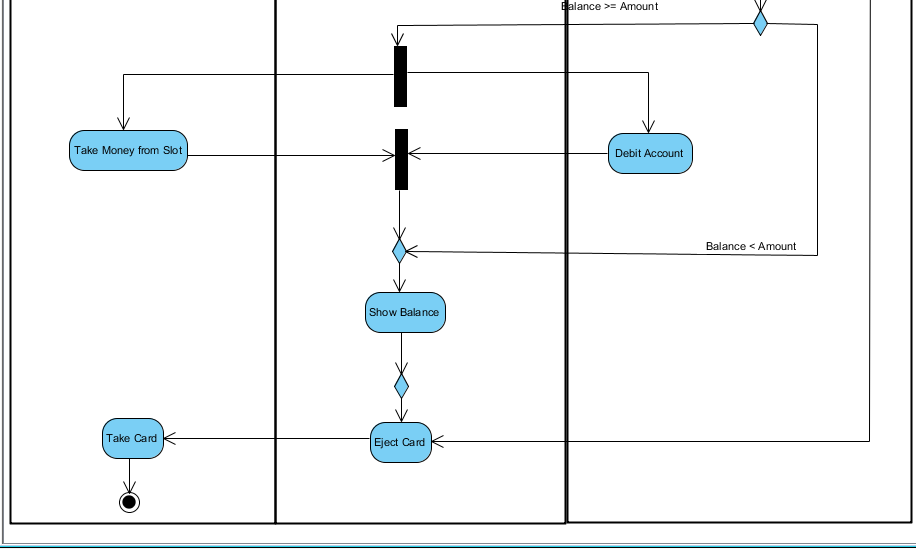 Balance >= Amount
Take Money from Slot
Debit Account
Balance < Amount
Show Balance
Take Card
Eject Card